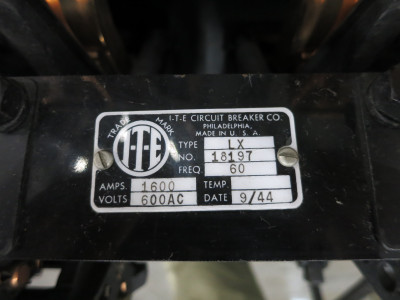 TRADE MARK
I-T-E
I-T-E CIRCUIT BREAKER CO.
PHILADELPHIA,
MADE IN U. S. A.
TYPE LX
NO. 18197
FREQ 60
AMPS. 1600 TEMP.
VOLTS 600AC DATE 9/44